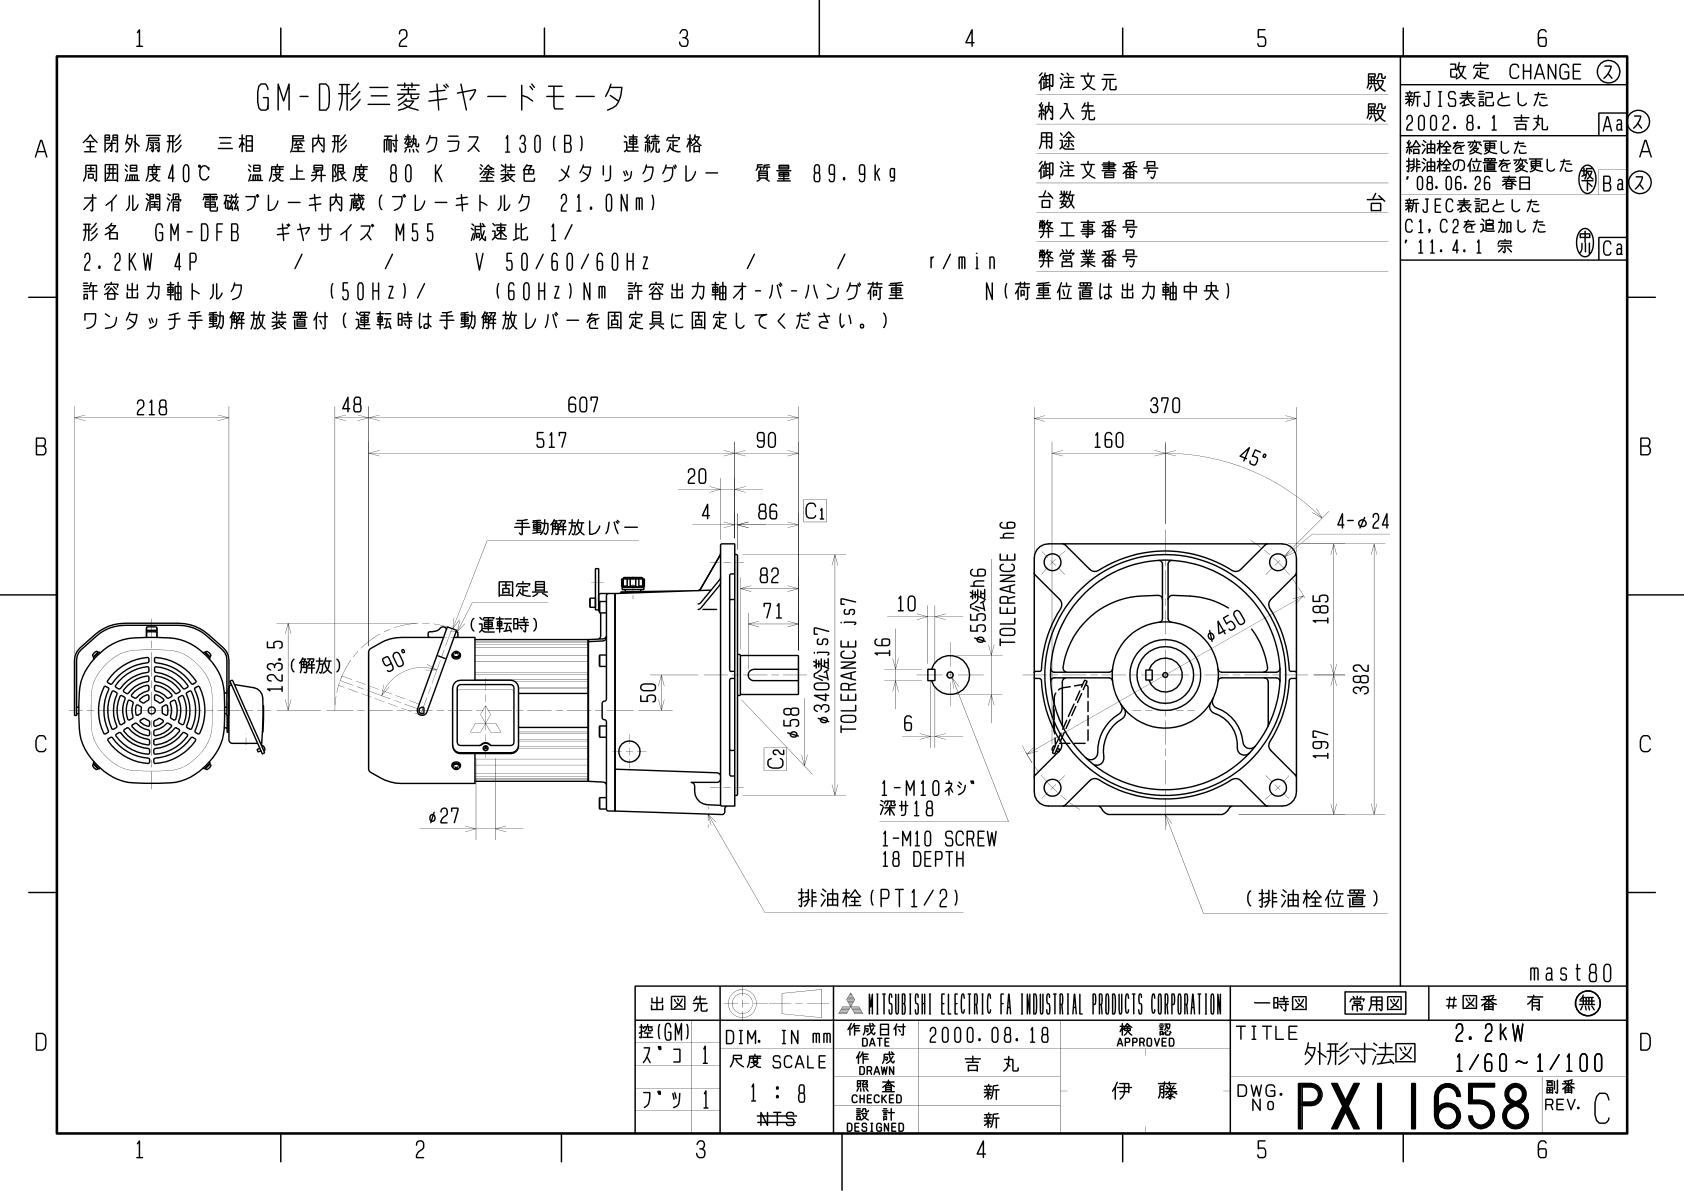 1 2 3 4 5 6
GM-D形三菱ギヤードモータ
全閉外扇形 三相 屋内形 耐熱クラス 130(B) 連続定格
周囲温度40℃ 温度上昇限度 80 K 塗装色 メタリックグレー 質量 89.9kg
オイル潤滑 電磁ブレーキ内蔵(ブレーキトルク 21.0Nm)
形名 GM-DFB ギヤサイズ M55 減速比 1/
2.2KW 4P / / V 50/60/60Hz / / r/min
許容出力軸トルク (50Hz)/ (60Hz)Nm 許容出力軸オーバーハング荷重 N(荷重位置は出力軸中央)
ワンタッチ手動解放装置付(運転時は手動解放レバーを固定具に固定してください。)
御注文元 殿
納入先 殿
用途
御注文書番号
台数 台
弊工事番号
弊営業番号
改定 CHANGE ス
新JIS表記とした
2002.8.1 吉丸 Aa ス
給油栓を変更した
排油栓の位置を変更した
'08.06.26 春日 坂下 Ba ス
新JEC表記とした
C1,C2を追加した
'11.4.1 宗 中川 Ca
A A
B B
C C
D D
218
48
607
517
90
20
4
86
C1
手動解放レバー
固定具
(運転時)
82
71
123.5
(解放)
90°
50
φ58
C2
φ340公差js7
TOLERANCE js7
φ27
排油栓(PT1/2)
10
16
6
φ55公差h6
TOLERANCE h6
1-M10ネジ
深サ18
1-M10 SCREW
18 DEPTH
370
160
45°
4-φ24
φ450
185
382
197
(排油栓位置)
mast80
出図先
控(GM)
ズコ 1
ブツ 1
DIM. IN mm
尺度 SCALE
1 : 8
NTS
MITSUBISHI ELECTRIC FA INDUSTRIAL PRODUCTS CORPORATION
作成日付 DATE 2000.08.18
作成 DRAWN 吉丸
照査 CHECKED 新
設計 DESIGNED 新
検認 APPROVED
伊藤
一時図 常用図 #図番 有 無
TITLE 外形寸法図
2.2kW
1/60~1/100
DWG. No PX11658
副番 REV. C
1 2 3 4 5 6